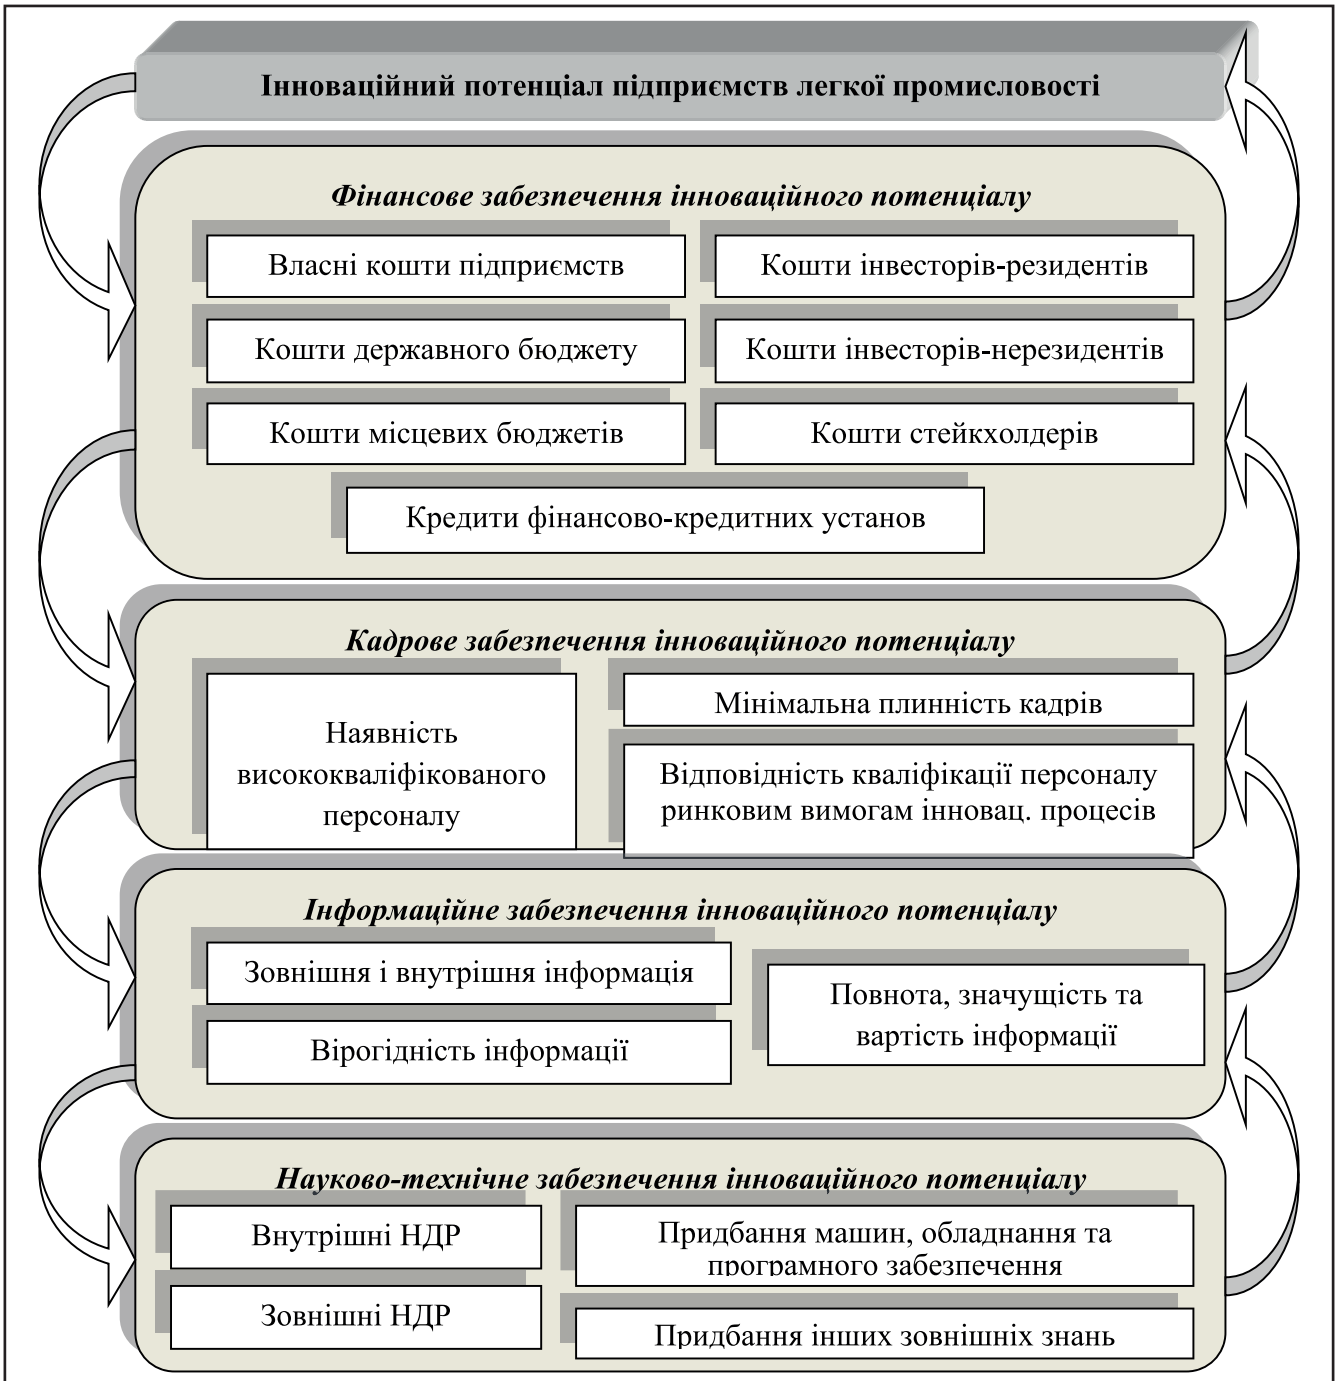 Інноваційний потенціал підприємств легкої промисловості
Фінансове забезпечення інноваційного потенціалу
Власні кошти підприємств
Кошти інвесторів-резидентів
Кошти державного бюджету
Кошти інвесторів-нерезидентів
Кошти місцевих бюджетів
Кошти стейкхолдерів
Кредити фінансово-кредитних установ
Кадрове забезпечення інноваційного потенціалу
Наявність
висококваліфікованого
персоналу
Мінімальна плинність кадрів
Відповідність кваліфікації персоналу
ринковим вимогам інновац. процесів
Інформаційне забезпечення інноваційного потенціалу
Зовнішня і внутрішня інформація
Вірогідність інформації
Повнота, значущість та
вартість інформації
Науково-технічне забезпечення інноваційного потенціалу
Внутрішні НДР
Зовнішні НДР
Придбання машин, обладнання та
програмного забезпечення
Придбання інших зовнішніх знань